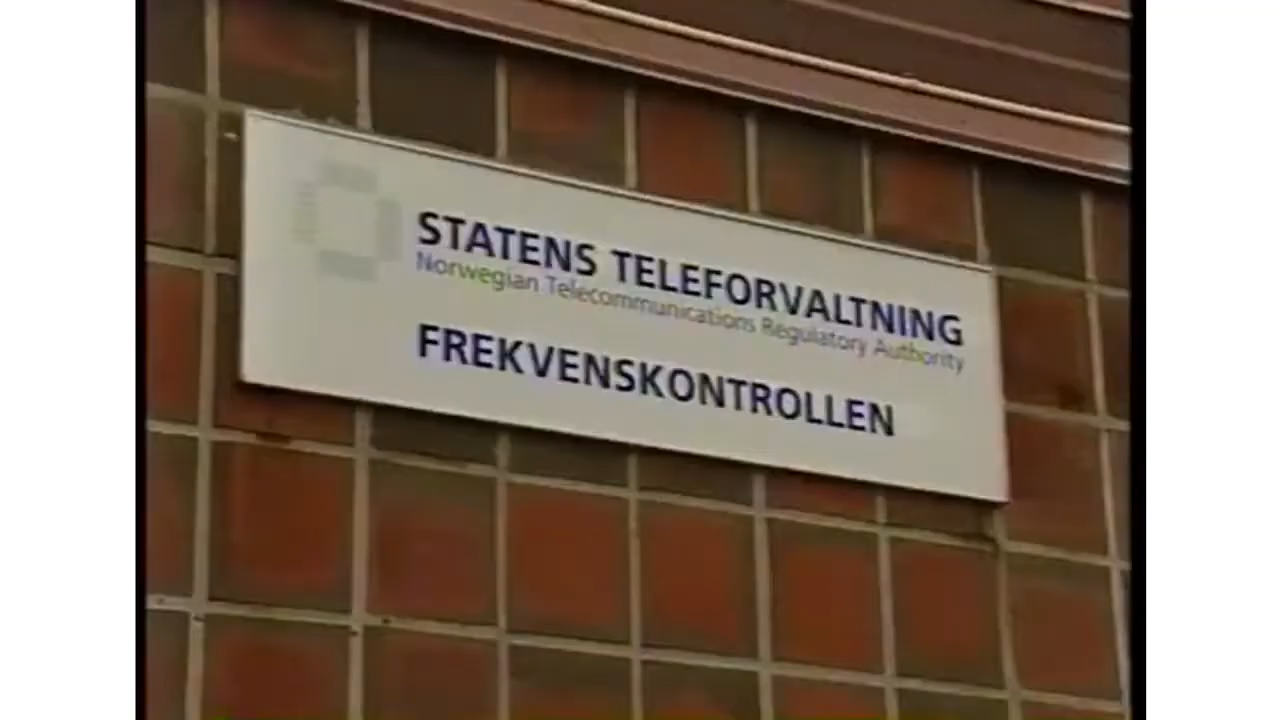 STATENS TELEFORVALTNING
Norwegian Telecommunications Regulatory Authority
FREKVENSKONTROLLEN